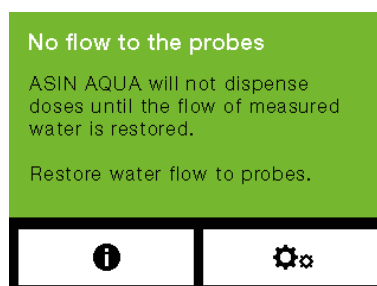 No flow to the probes
ASIN AQUA will not dispense
doses until the flow of measured
water is restored.
Restore water flow to probes.